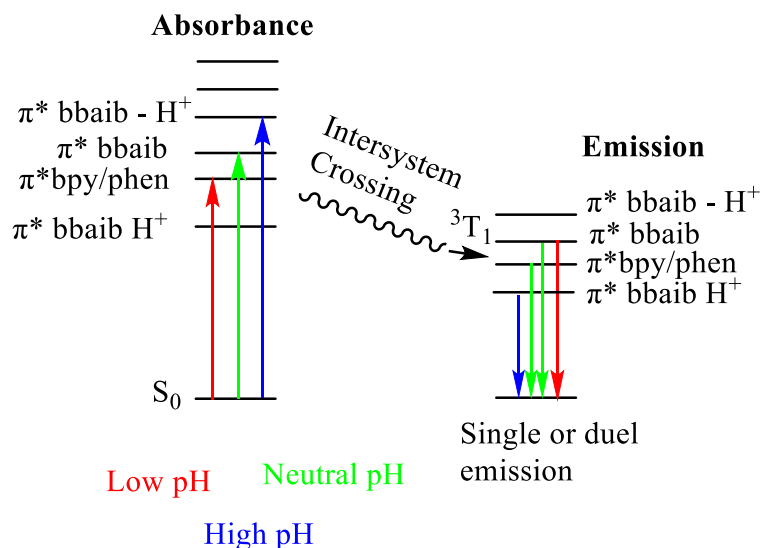 Absorbance
π* bbaib - H⁺
π* bbaib
π*bpy/phen
π* bbaib H⁺
S₀
Intersystem
Crossing
Emission
³T₁
π* bbaib - H⁺
π* bbaib
π*bpy/phen
π* bbaib H⁺
Single or duel
emission
Low pH
Neutral pH
High pH